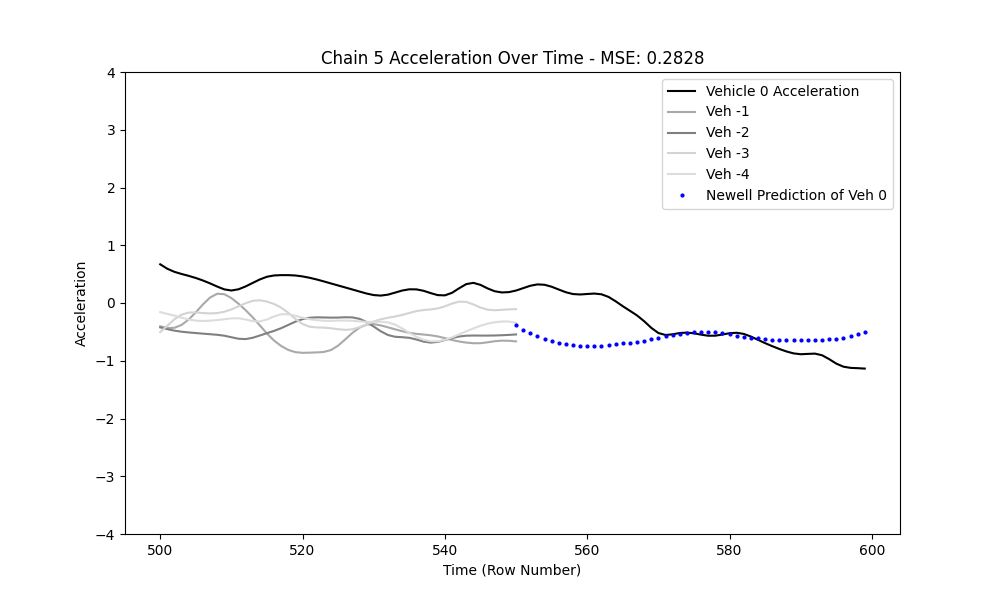 Chain 5 Acceleration Over Time - MSE: 0.2828
4
3
2
1
0
−1
−2
−3
−4
Acceleration
Vehicle 0 Acceleration
Veh -1
Veh -2
Veh -3
Veh -4
Newell Prediction of Veh 0
500
520
540
560
580
600
Time (Row Number)